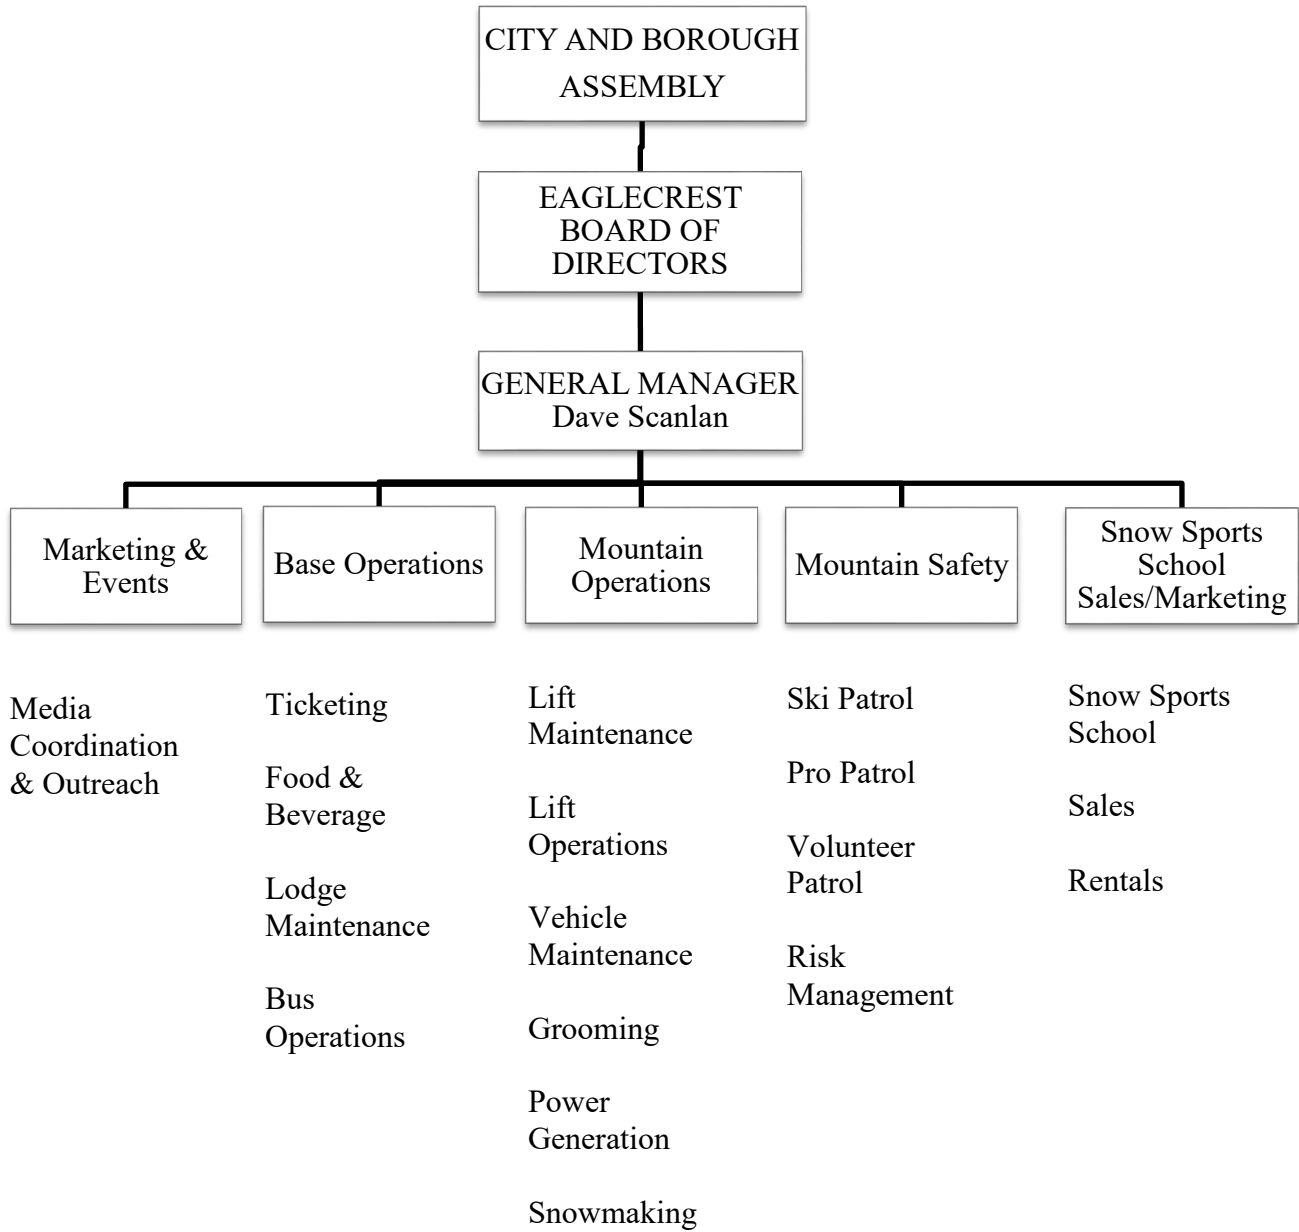 CITY AND BOROUGH
ASSEMBLY
EAGLECREST
BOARD OF
DIRECTORS
GENERAL MANAGER
Dave Scanlan
Marketing &
Events
Base Operations
Mountain
Operations
Mountain Safety
Snow Sports
School
Sales/Marketing
Media
Coordination
& Outreach
Ticketing
Food &
Beverage
Lodge
Maintenance
Bus
Operations
Lift
Maintenance
Lift
Operations
Vehicle
Maintenance
Grooming
Power
Generation
Snowmaking
Ski Patrol
Pro Patrol
Volunteer
Patrol
Risk
Management
Snow Sports
School
Sales
Rentals